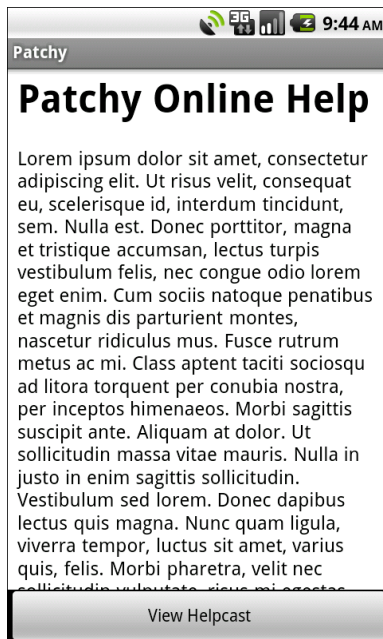 3G
9:44 AM
Patchy
Patchy Online Help
Lorem ipsum dolor sit amet, consectetur
adipiscing elit. Ut risus velit, consequat
eu, scelerisque id, interdum tincidunt,
sem. Nulla est. Donec porttitor, magna
et tristique accumsan, lectus turpis
vestibulum felis, nec congue odio lorem
eget enim. Cum sociis natoque penatibus
et magnis dis parturient montes,
nascetur ridiculus mus. Fusce rutrum
metus ac mi. Class aptent taciti sociosqu
ad litora torquent per conubia nostra,
per inceptos himenaeos. Morbi sagittis
suscipit ante. Aliquam at dolor. Ut
sollicitudin massa vitae mauris. Nulla in
justo in enim sagittis sollicitudin.
Vestibulum sed lorem. Donec dapibus
lectus quis magna. Nunc quam ligula,
viverra tempor, luctus sit amet, varius
quis, felis. Morbi pharetra, velit nec
sollicitudin vulputate, risus mi egestas
View Helpcast